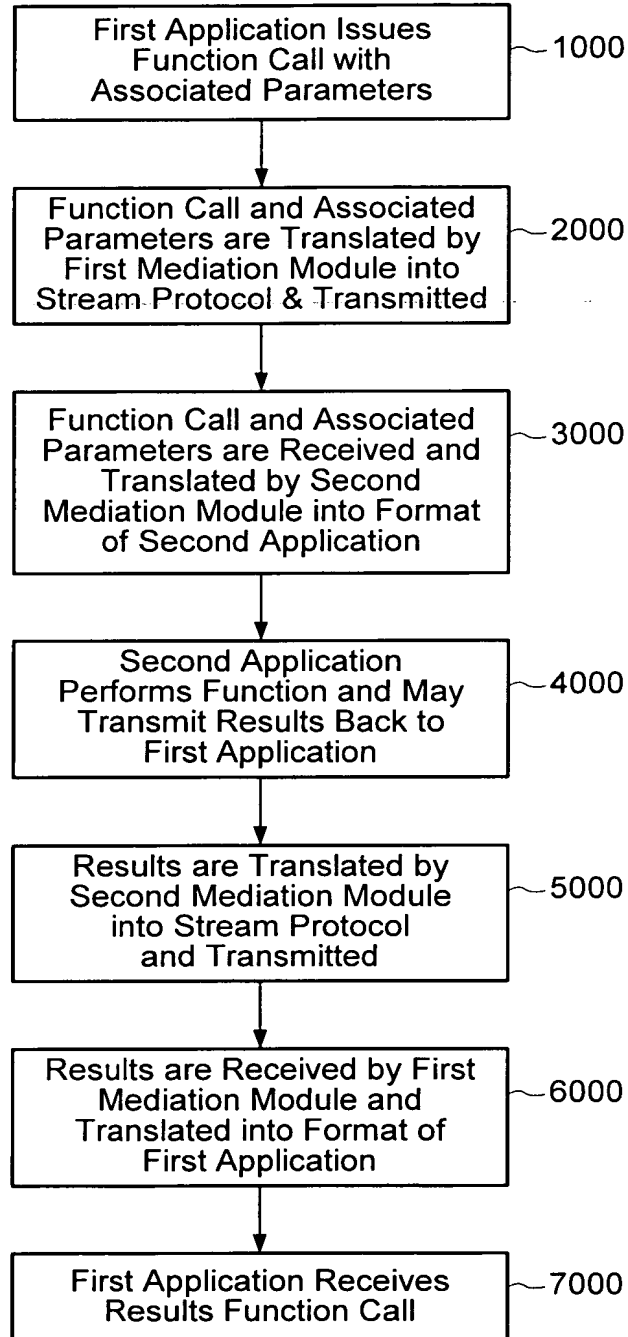 First Application Issues
Function Call with
Associated Parameters
1000
Function Call and Associated
Parameters are Translated by
First Mediation Module into
Stream Protocol & Transmitted
2000
Function Call and Associated
Parameters are Received and
Translated by Second
Mediation Module into Format
of Second Application
3000
Second Application
Performs Function and May
Transmit Results Back to
First Application
4000
Results are Translated by
Second Mediation Module
into Stream Protocol
and Transmitted
5000
Results are Received by First
Mediation Module and
Translated into Format of
First Application
6000
First Application Receives
Results Function Call
7000